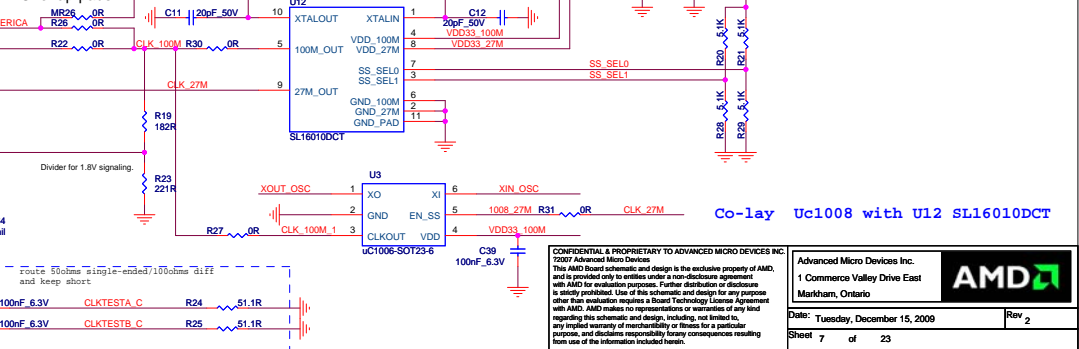 MR26 0R
ERICA R26 0R
R22 0R CLK_100M R30 0R
C11 20pF_50V
U12
C12
20pF_50V
10 XTALOUT XTALIN 1
VDD_100M 4 VDD33_100M
5 100M_OUT VDD_27M 8 VDD33_27M
SS_SEL0 7 SS_SEL0
SS_SEL1 3 SS_SEL1
CLK_27M 9 27M_OUT
GND_100M 6
GND_27M 2
GND_PAD 11
SL16010DCT
R20 5.1K
R21 5.1K
R28 5.1K
R29 5.1K
R19
182R
Divider for 1.8V signaling.
R23
221R
U3
XOUT_OSC 1 XO XI 6 XIN_OSC
2 GND EN_SS 5 1008_27M R31 0R CLK_27M
R27 0R CLK_100M_1 3 CLKOUT VDD 4 VDD33_100M
uC1006-SOT23-6
C39
100nF_6.3V
Co-lay Uc1008 with U12 SL16010DCT
4
ail
route 50ohms single-ended/100ohms diff
and keep short
100nF_6.3V CLKTESTA_C R24 51.1R
100nF_6.3V CLKTESTB_C R25 51.1R
CONFIDENTIAL & PROPRIETARY TO ADVANCED MICRO DEVICES INC.
?2007 Advanced Micro Devices
This AMD Board schematic and design is the exclusive property of AMD,
and is provided only to entities under a non-disclosure agreement
with AMD for evaluation purposes. Further distribution or disclosure
is strictly prohibited. Use of this schematic and design for any purpose
other than evaluation requires a Board Technology License Agreement
with AMD. AMD makes no representations or warranties of any kind
regarding this schematic and design, including, not limited to,
any implied warranty of merchantibility or fitness for a particular
purpose, and disclaims responsibility forany consequences resulting
from use of the information included herein.
Advanced Micro Devices Inc.
1 Commerce Valley Drive East
Markham, Ontario
AMD
Date: Tuesday, December 15, 2009
Rev 2
Sheet 7 of 23